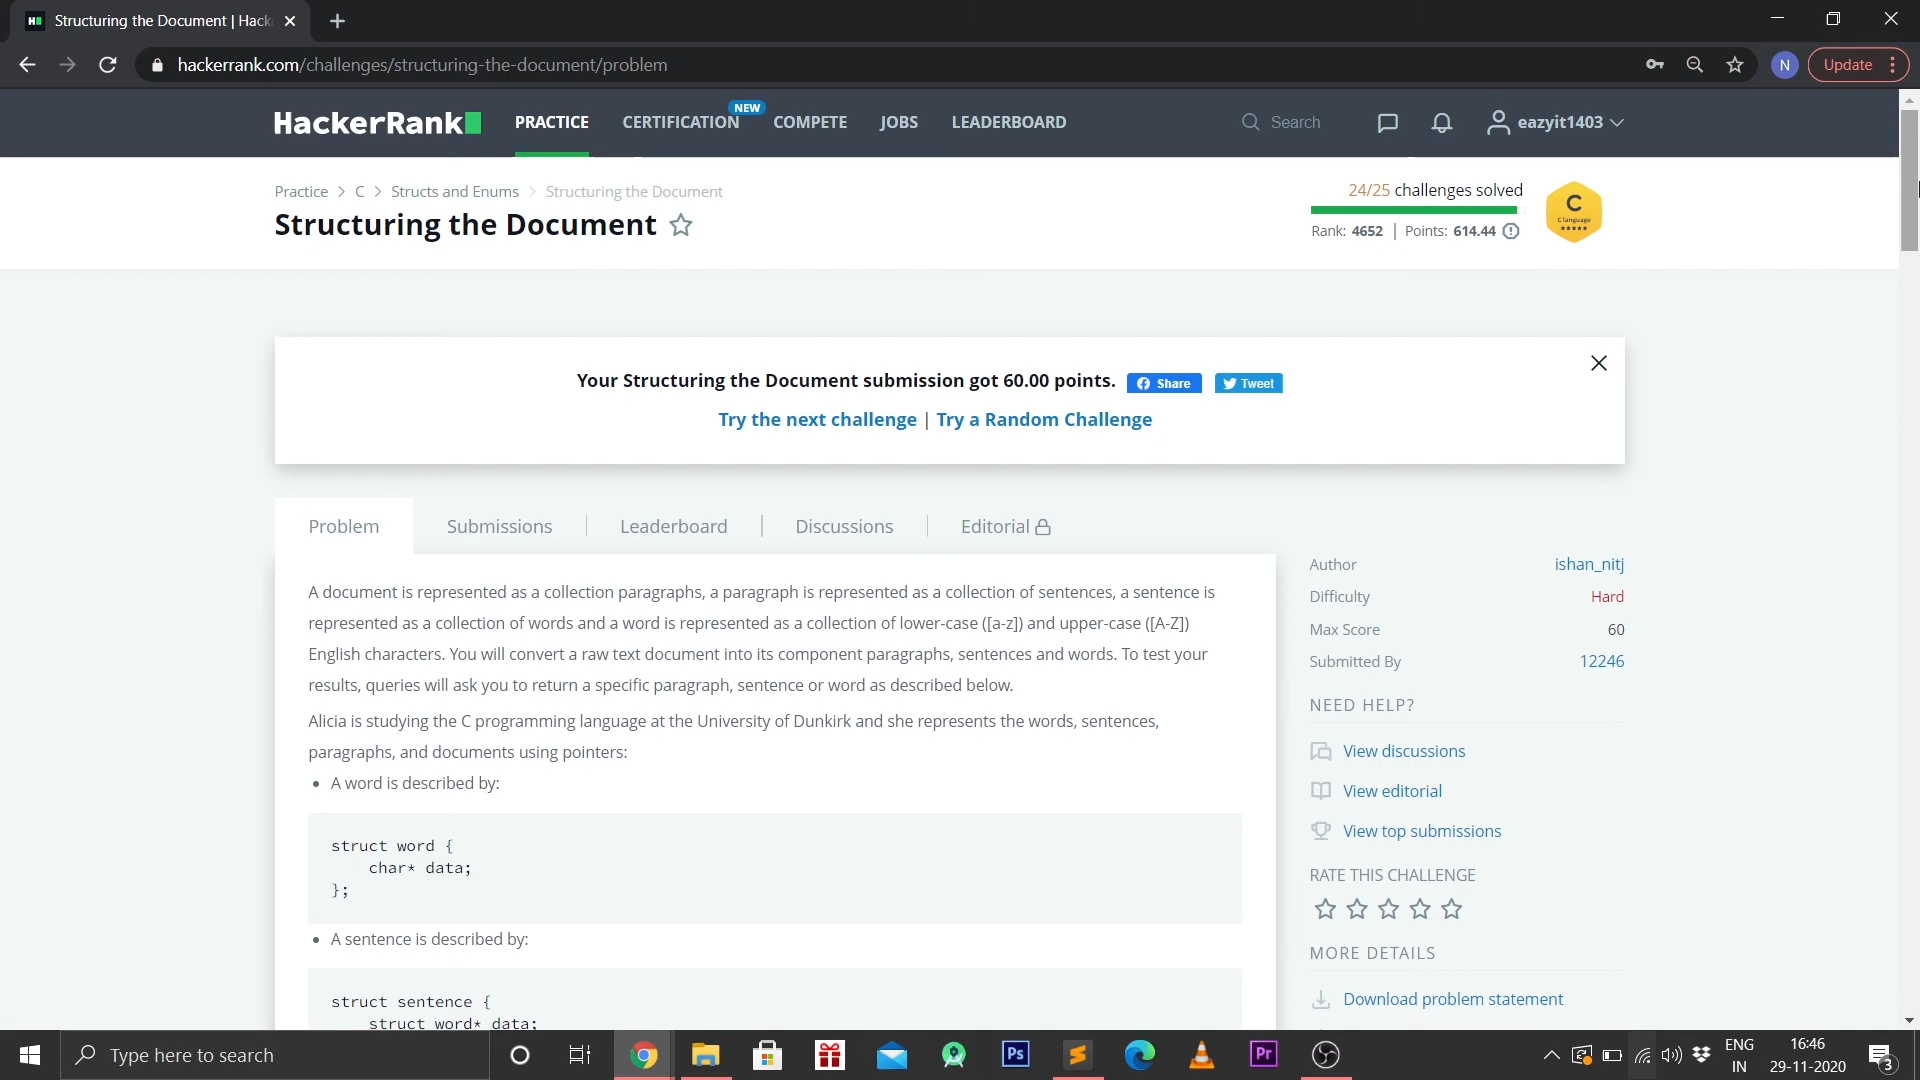 Structuring the Document | Hack
hackerrank.com/challenges/structuring-the-document/problem
N
Update
HackerRank
PRACTICE
CERTIFICATION
NEW
COMPETE
JOBS
LEADERBOARD
Search
eazyit1403
Practice > C > Structs and Enums > Structuring the Document
Structuring the Document
24/25 challenges solved
Rank: 4652 | Points: 614.44
C
C language
Your Structuring the Document submission got 60.00 points.
Share
Tweet
Try the next challenge | Try a Random Challenge
Problem
Submissions
Leaderboard
Discussions
Editorial
A document is represented as a collection paragraphs, a paragraph is represented as a collection of sentences, a sentence is
represented as a collection of words and a word is represented as a collection of lower-case ([a-z]) and upper-case ([A-Z])
English characters. You will convert a raw text document into its component paragraphs, sentences and words. To test your
results, queries will ask you to return a specific paragraph, sentence or word as described below.
Alicia is studying the C programming language at the University of Dunkirk and she represents the words, sentences,
paragraphs, and documents using pointers:
• A word is described by:
struct word {
char* data;
};
• A sentence is described by:
struct sentence {
struct word* data;
Author ishan_nitj
Difficulty Hard
Max Score 60
Submitted By 12246
NEED HELP?
View discussions
View editorial
View top submissions
RATE THIS CHALLENGE
MORE DETAILS
Download problem statement
Type here to search
Ps
Pr
ENG
IN
16:46
29-11-2020
3